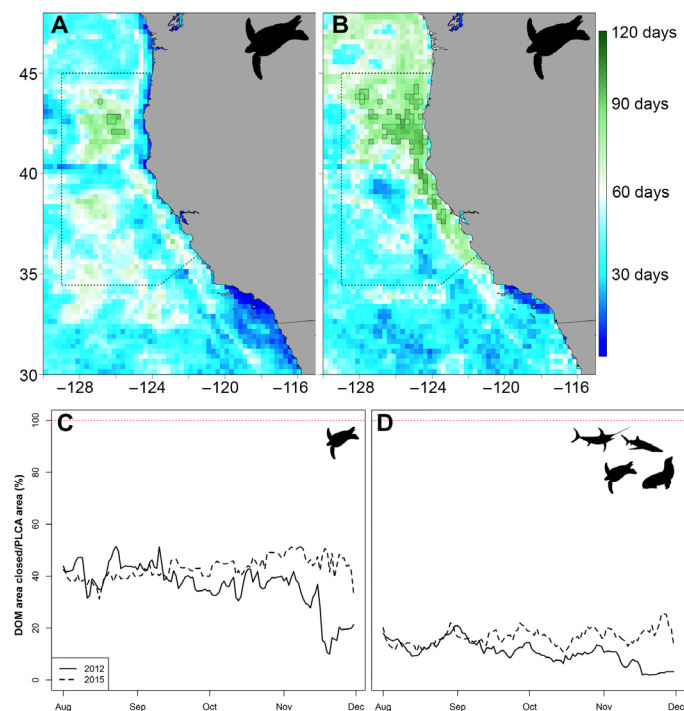 A
B
120 days
90 days
60 days
30 days
45
40
35
30
−128
−124
−120
−116
−128
−124
−120
−116
C
D
DOM area closed/PLCA area (%)
100
80
60
40
20
0
2012
2015
Aug
Sep
Oct
Nov
Dec
Aug
Sep
Oct
Nov
Dec